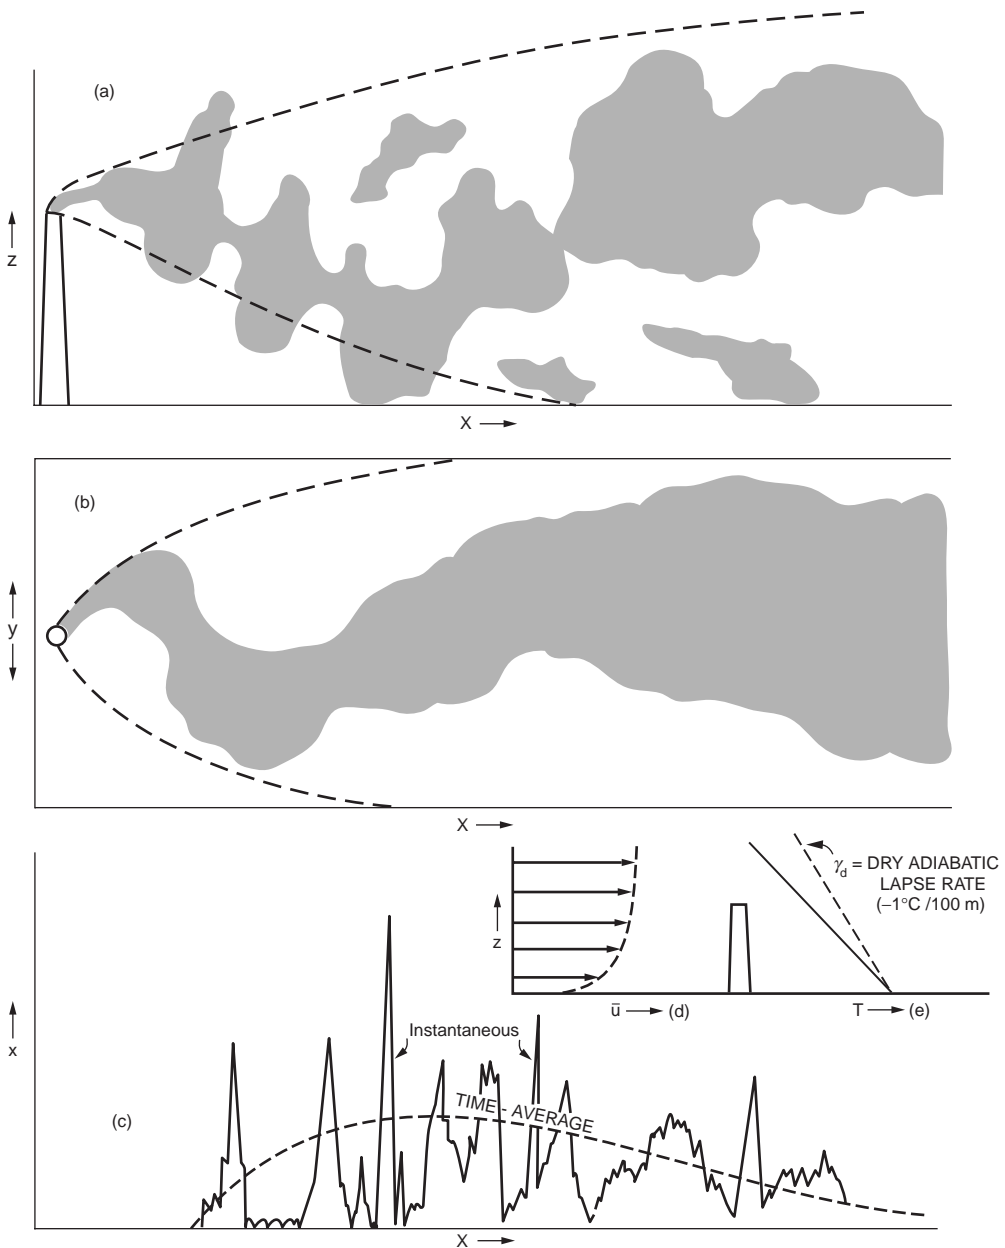 (a)
z
X
(b)
y
X
γd = DRY ADIABATIC
LAPSE RATE
(–1°C /100 m)
z
ū (d)
T (e)
Instantaneous
x
TIME - AVERAGE
(c)
X